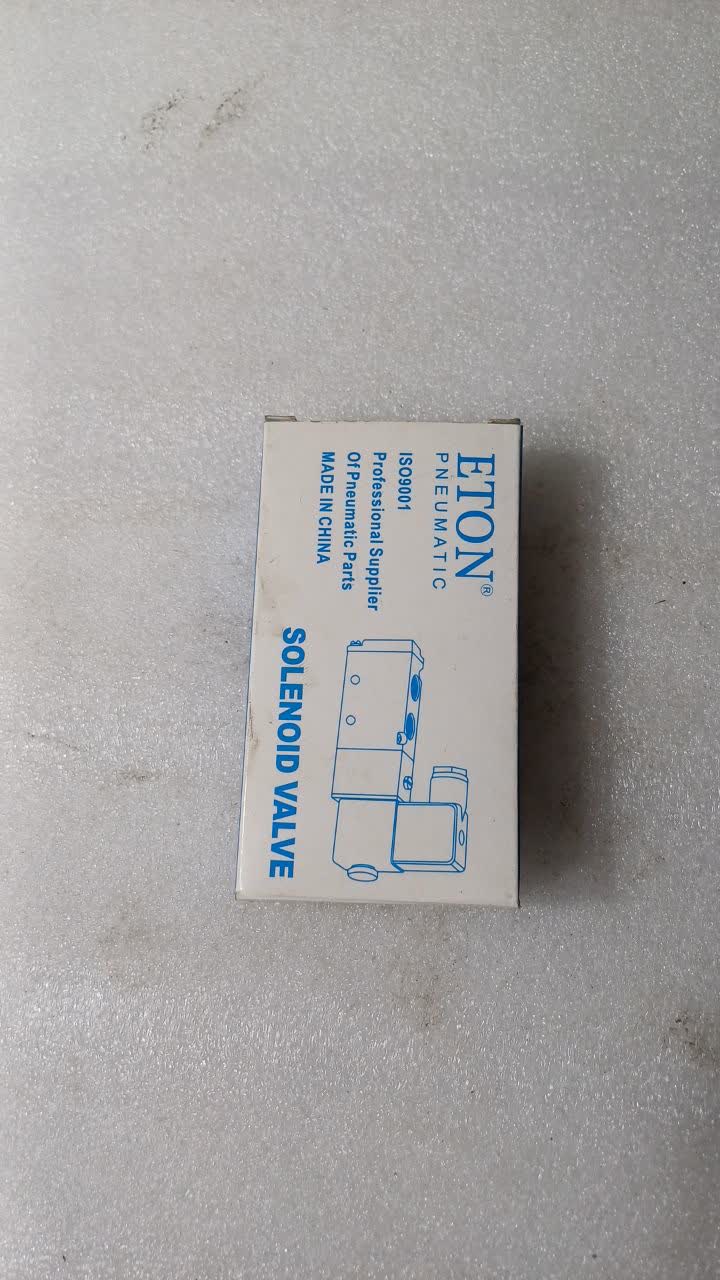 ETON®
PNEUMATIC
ISO9001
Professional Supplier
Of Pneumatic Parts
MADE IN CHINA
SOLENOID VALVE